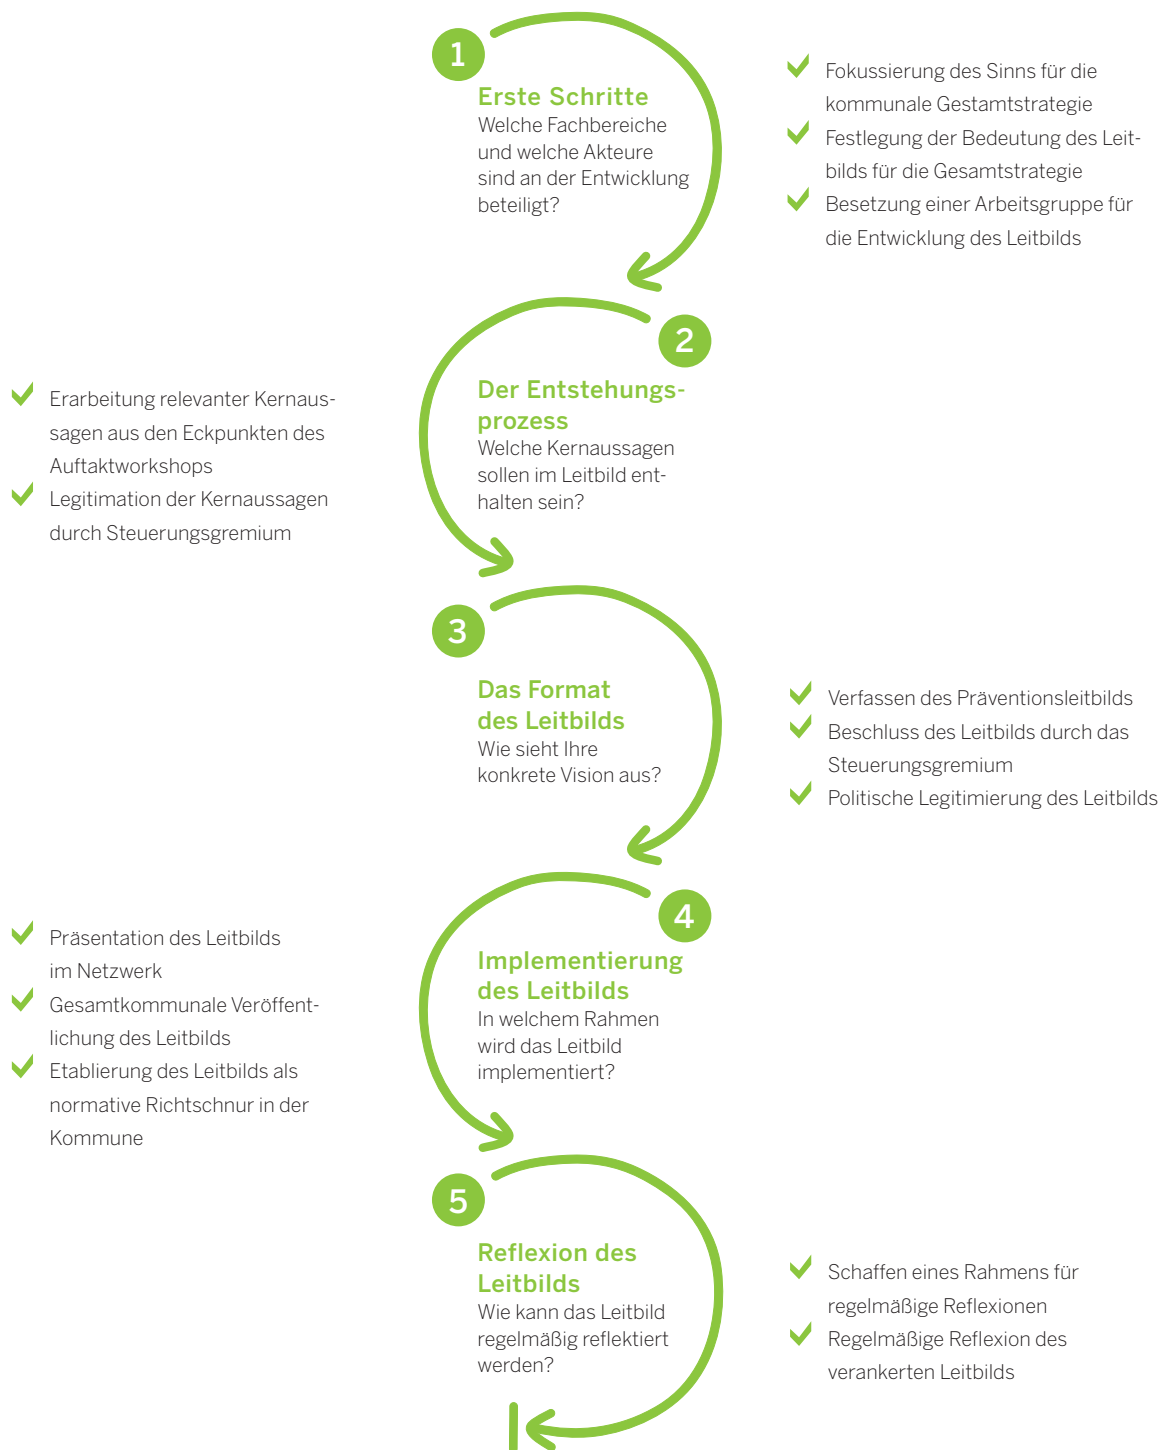 1
Erste Schritte
Welche Fachbereiche
und welche Akteure
sind an der Entwicklung
beteiligt?
Fokussierung des Sinns für die
kommunale Gestamtstrategie
Festlegung der Bedeutung des Leit-
bilds für die Gesamtstrategie
Besetzung einer Arbeitsgruppe für
die Entwicklung des Leitbilds
2
Der Entstehungs-
prozess
Welche Kernaussagen
sollen im Leitbild ent-
halten sein?
Erarbeitung relevanter Kernaus-
sagen aus den Eckpunkten des
Auftaktworkshops
Legitimation der Kernaussagen
durch Steuerungsgremium
3
Das Format
des Leitbilds
Wie sieht Ihre
konkrete Vision aus?
Verfassen des Präventionsleitbilds
Beschluss des Leitbilds durch das
Steuerungsgremium
Politische Legitimierung des Leitbilds
4
Implementierung
des Leitbilds
In welchem Rahmen
wird das Leitbild
implementiert?
Präsentation des Leitbilds
im Netzwerk
Gesamtkommunale Veröffent-
lichung des Leitbilds
Etablierung des Leitbilds als
normative Richtschnur in der
Kommune
5
Reflexion des
Leitbilds
Wie kann das Leitbild
regelmäßig reflektiert
werden?
Schaffen eines Rahmens für
regelmäßige Reflexionen
Regelmäßige Reflexion des
verankerten Leitbilds